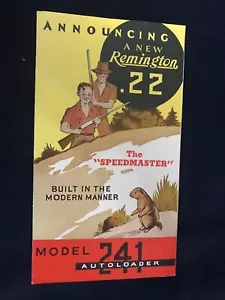 ANNOUNCING
A NEW
Remington
.22
The
"SPEEDMASTER"
BUILT IN THE
MODERN MANNER
MODEL 241
AUTOLOADER